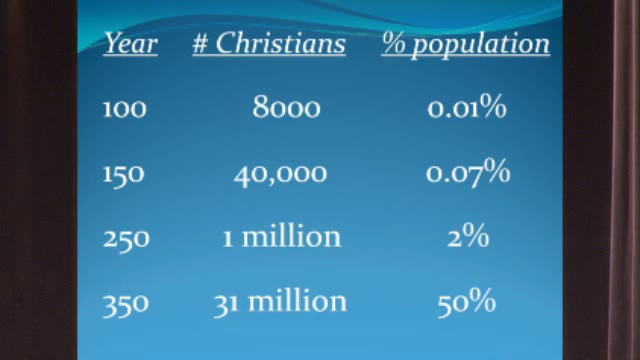 Year # Christians % population
100 8000 0.01%
150 40,000 0.07%
250 1 million 2%
350 31 million 50%